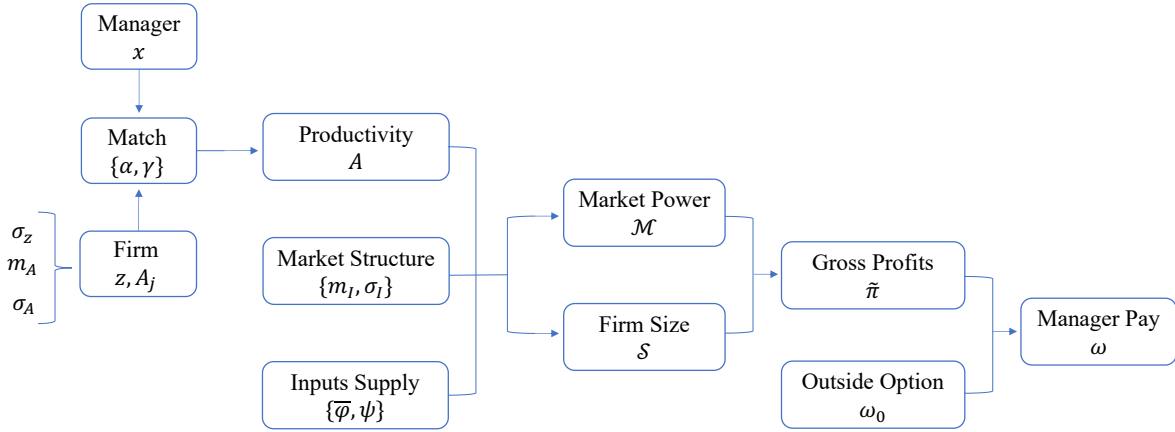 Manager
x
Match
{α, γ}
σ_z
m_A
σ_A
Firm
z, A_j
Productivity
A
Market Structure
{m_I, σ_I}
Inputs Supply
{φ̅, ψ}
Market Power
ℳ
Firm Size
𝒮
Gross Profits
π̃
Outside Option
ω_0
Manager Pay
ω